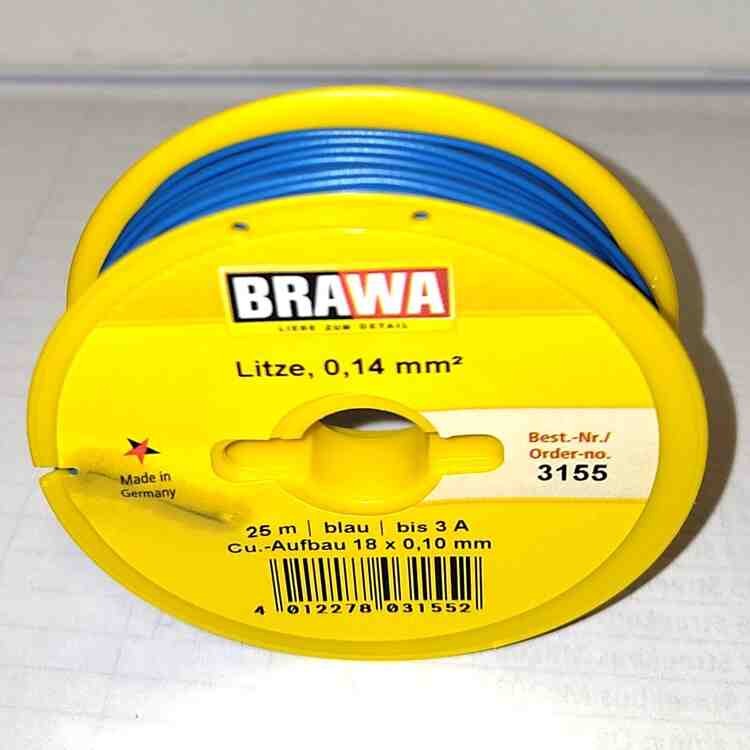 BRAWA
LIEBE ZUM DETAIL
Litze, 0,14 mm²
Best.-Nr./
Order-no.
3155
Made in
Germany
25 m | blau | bis 3 A
Cu.-Aufbau 18 x 0,10 mm
4 012278 031552